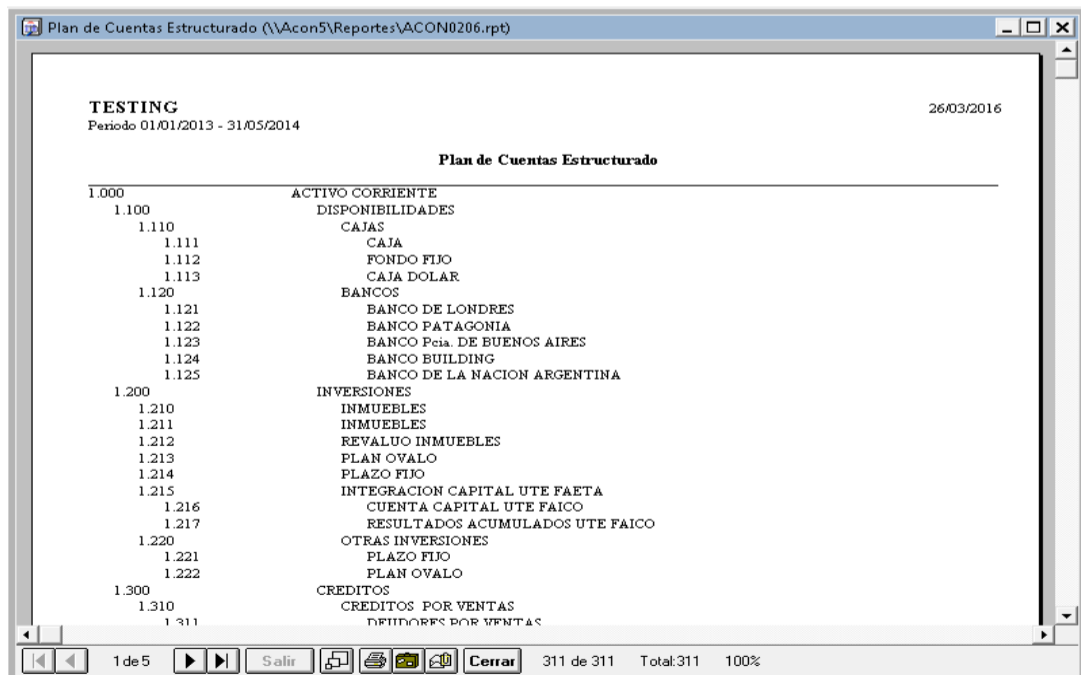 Plan de Cuentas Estructurado (\\Acon5\Reportes\ACON0206.rpt)
TESTING 26/03/2016
Periodo 01/01/2013 - 31/05/2014
Plan de Cuentas Estructurado
1.000 ACTIVO CORRIENTE
1.100 DISPONIBILIDADES
1.110 CAJAS
1.111 CAJA
1.112 FONDO FIJO
1.113 CAJA DOLAR
1.120 BANCOS
1.121 BANCO DE LONDRES
1.122 BANCO PATAGONIA
1.123 BANCO Pcia. DE BUENOS AIRES
1.124 BANCO BUILDING
1.125 BANCO DE LA NACION ARGENTINA
1.200 INVERSIONES
1.210 INMUEBLES
1.211 INMUEBLES
1.212 REVALUO INMUEBLES
1.213 PLAN OVALO
1.214 PLAZO FIJO
1.215 INTEGRACION CAPITAL UTE FAETA
1.216 CUENTA CAPITAL UTE FAICO
1.217 RESULTADOS ACUMULADOS UTE FAICO
1.220 OTRAS INVERSIONES
1.221 PLAZO FIJO
1.222 PLAN OVALO
1.300 CREDITOS
1.310 CREDITOS POR VENTAS
1.311 DEUDORES POR VENTAS
1 de 5 Salir Cerrar 311 de 311 Total:311 100%